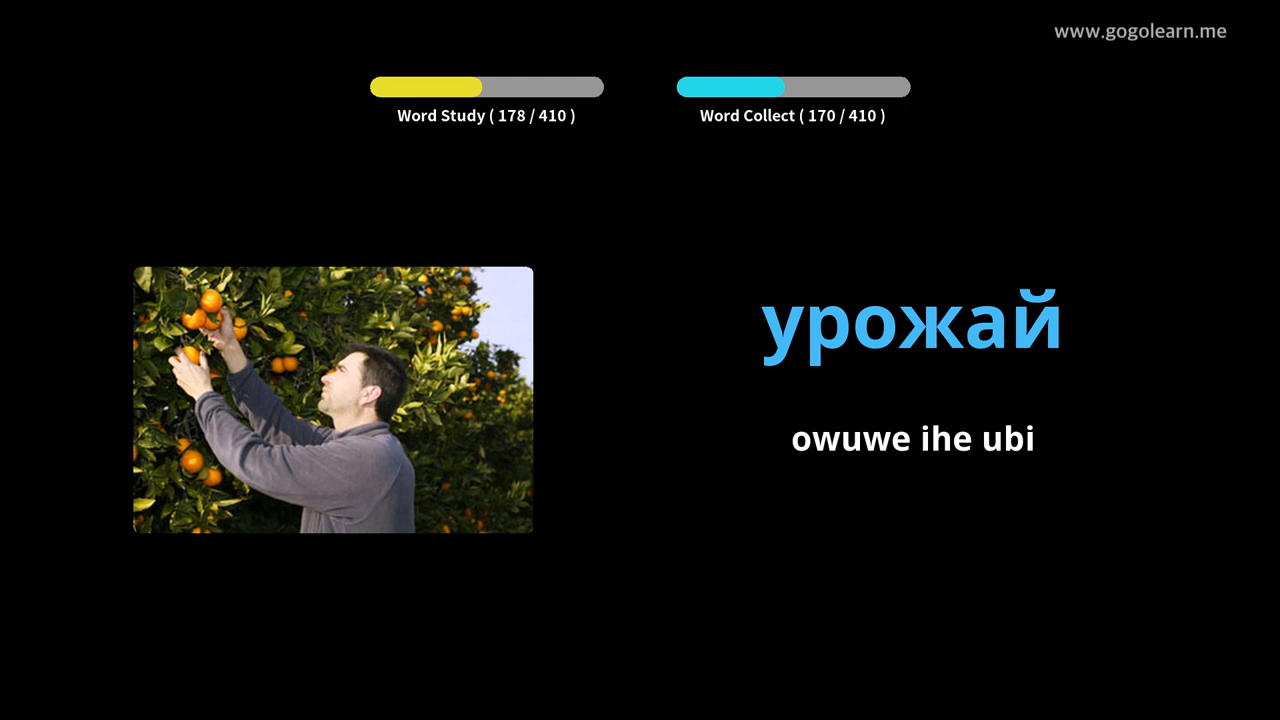 www.gogolearn.me
Word Study ( 178 / 410 )
Word Collect ( 170 / 410 )
урожай
owuwe ihe ubi